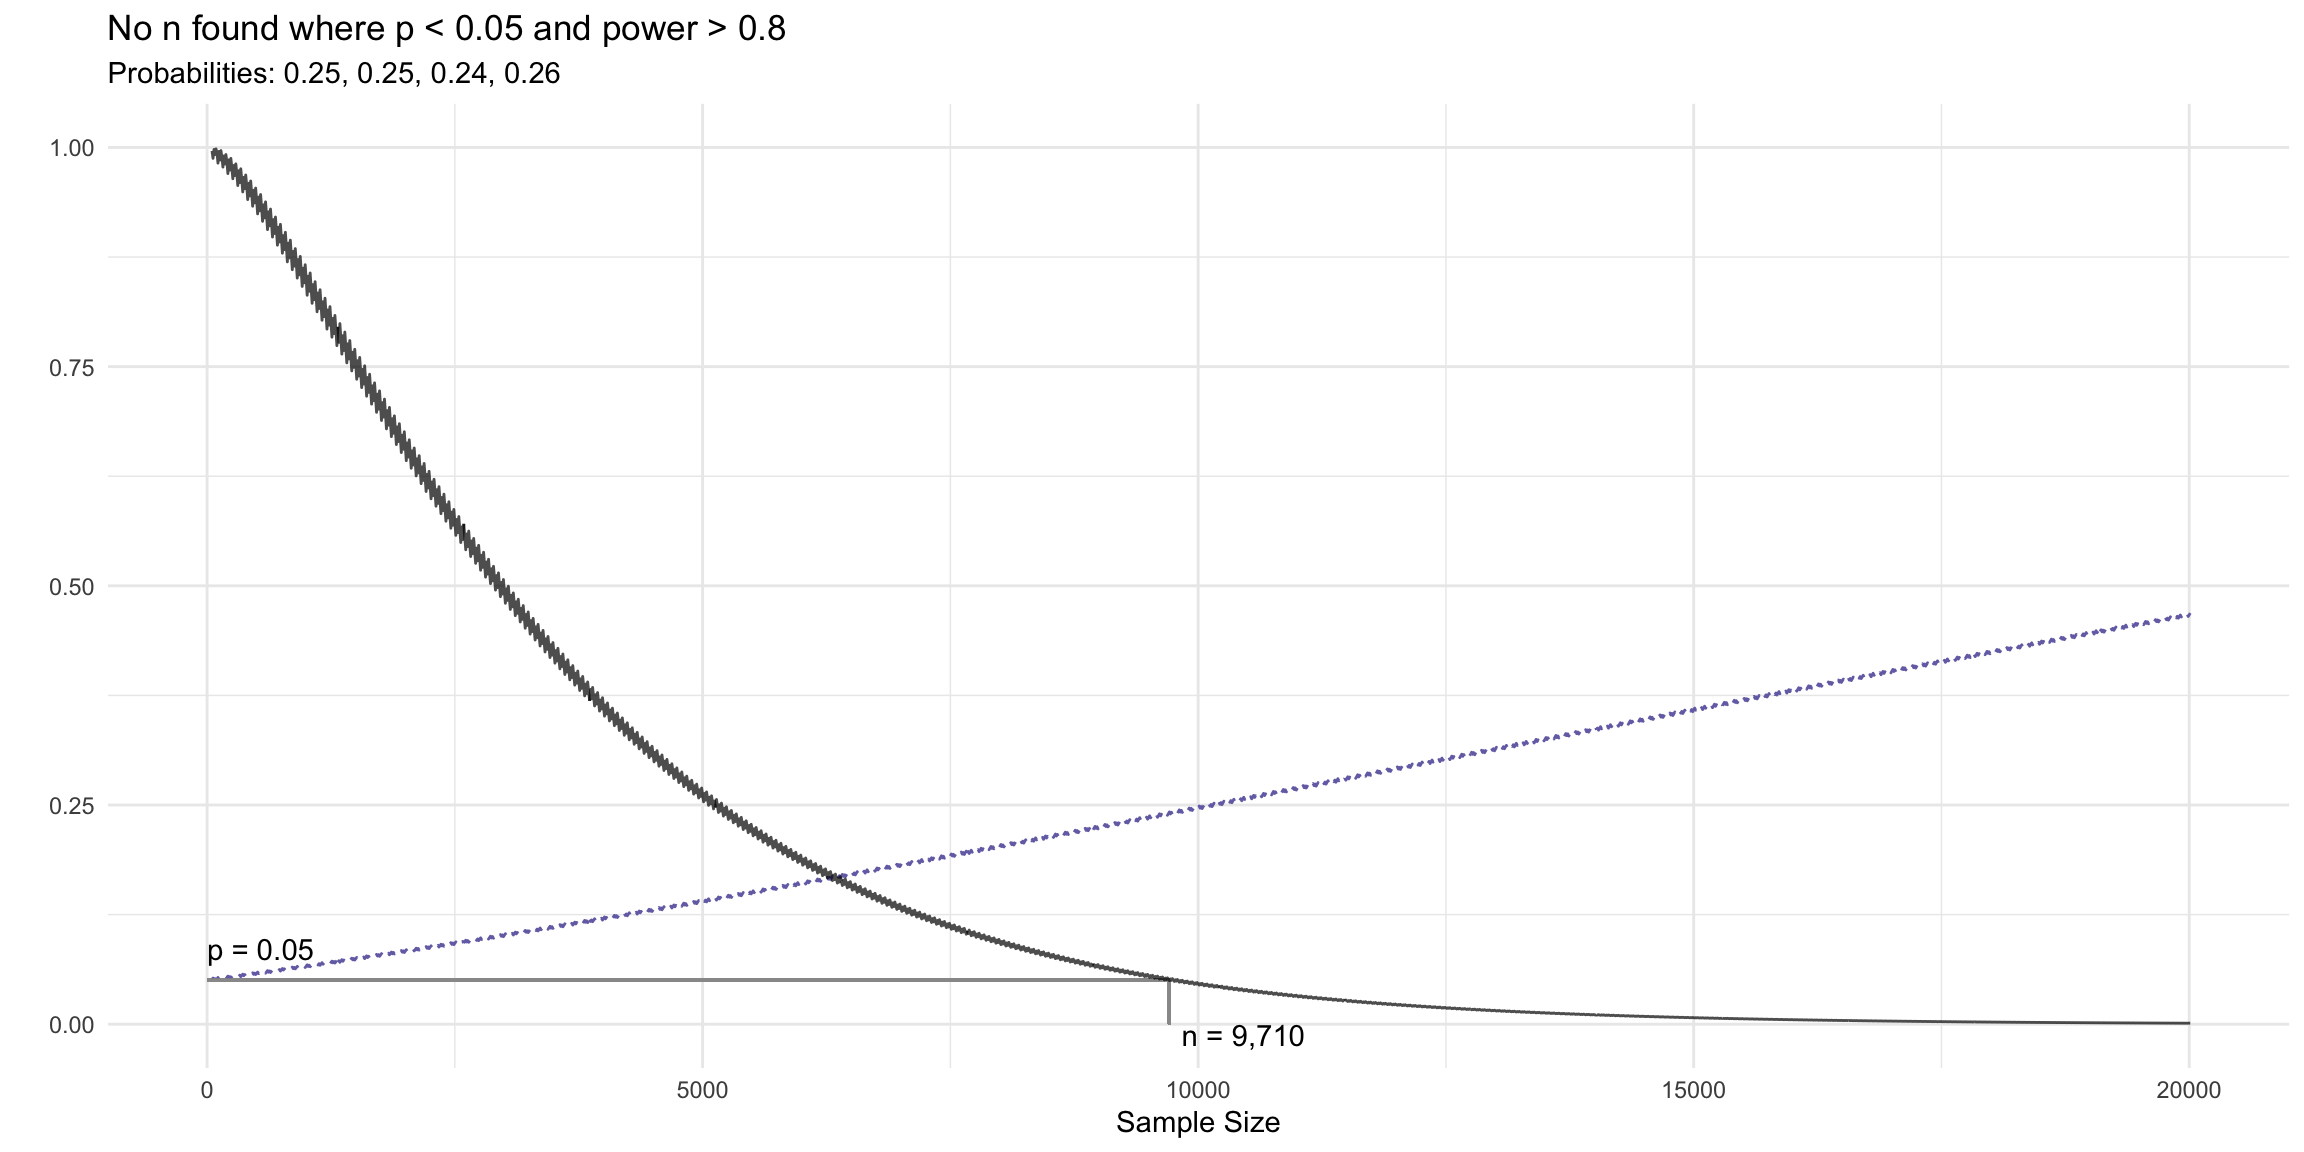 No n found where p < 0.05 and power > 0.8
Probabilities: 0.25, 0.25, 0.24, 0.26
1.00
0.75
0.50
0.25
0.00
p = 0.05
n = 9,710
0 5000 10000 15000 20000
Sample Size